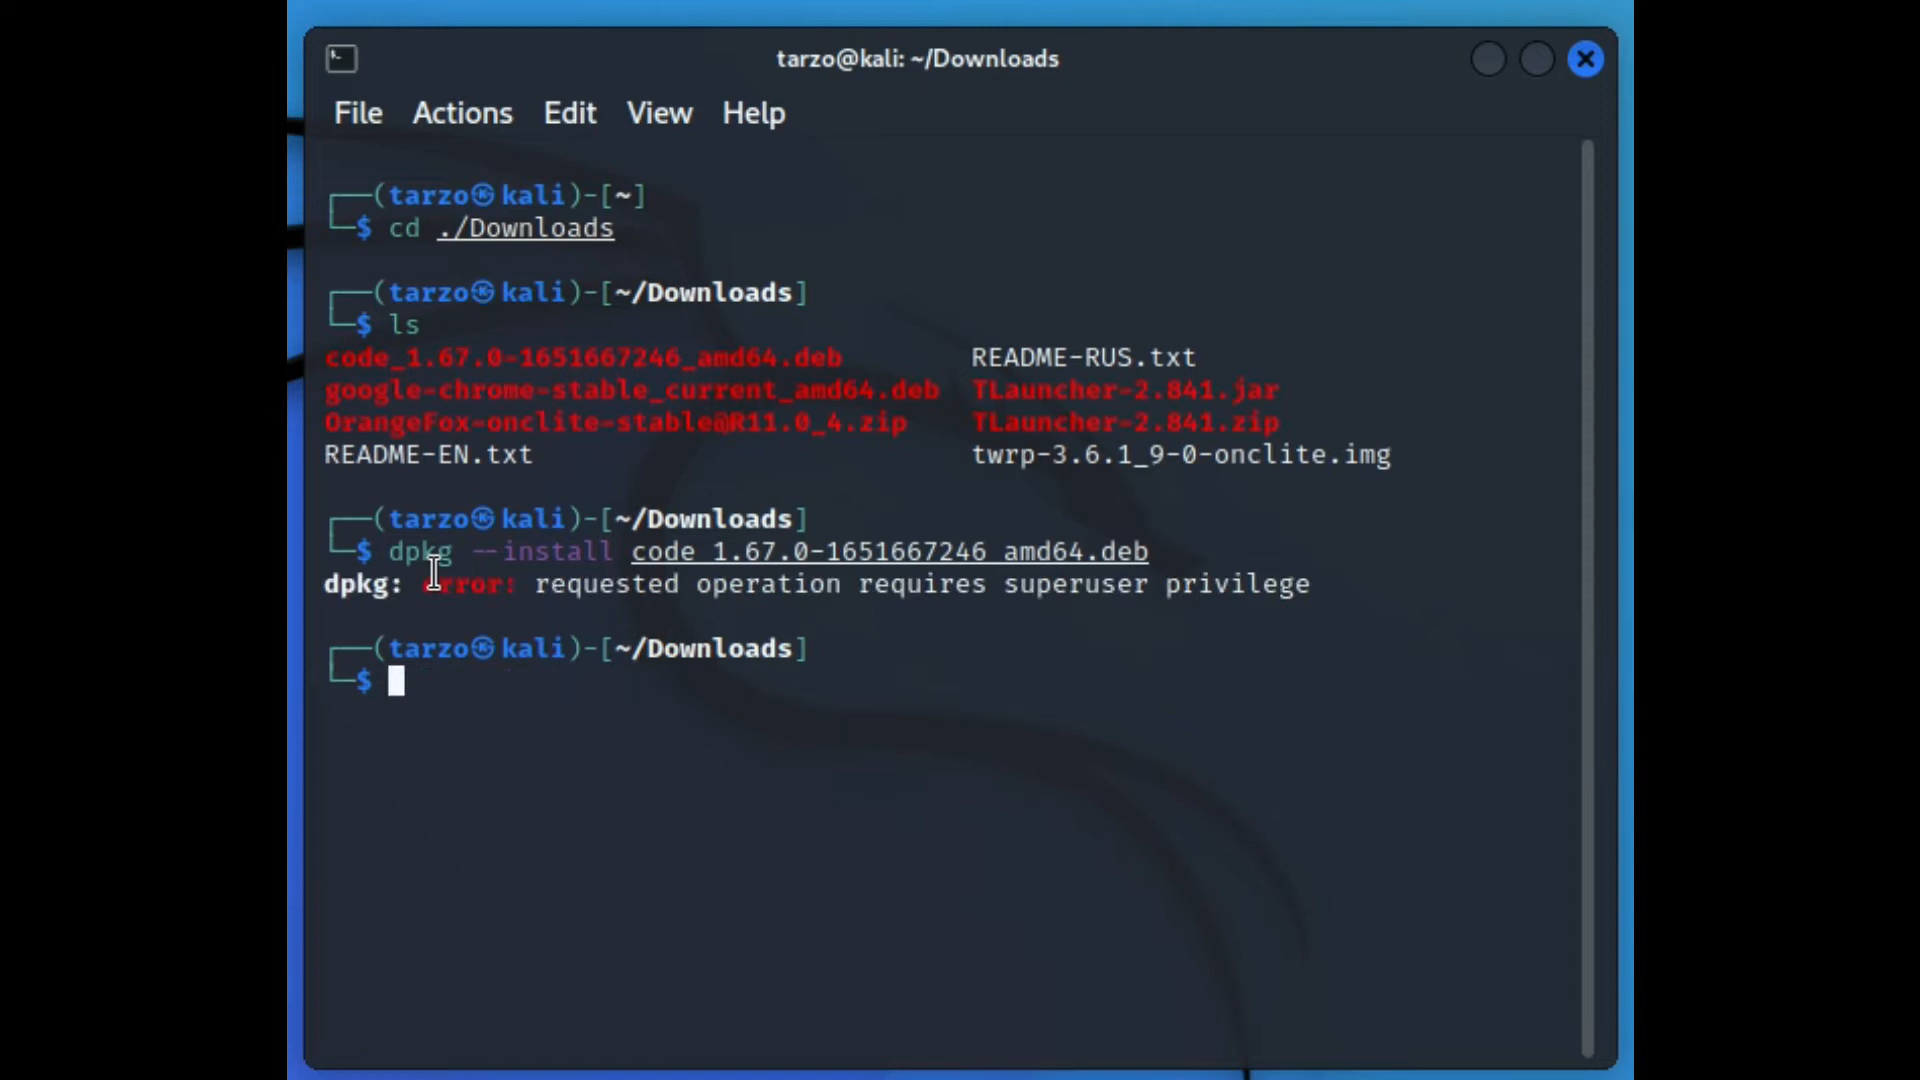 tarzo@kali: ~/Downloads
File Actions Edit View Help
┌──(tarzo㉿kali)-[~]
└─$ cd ./Downloads
┌──(tarzo㉿kali)-[~/Downloads]
└─$ ls
code_1.67.0-1651667246_amd64.deb README-RUS.txt
google-chrome-stable_current_amd64.deb TLauncher-2.841.jar
OrangeFox-onclite-stable@R11.0_4.zip TLauncher-2.841.zip
README-EN.txt twrp-3.6.1_9-0-onclite.img
┌──(tarzo㉿kali)-[~/Downloads]
└─$ dpkg --install code_1.67.0-1651667246_amd64.deb
dpkg: error: requested operation requires superuser privilege
┌──(tarzo㉿kali)-[~/Downloads]
└─$